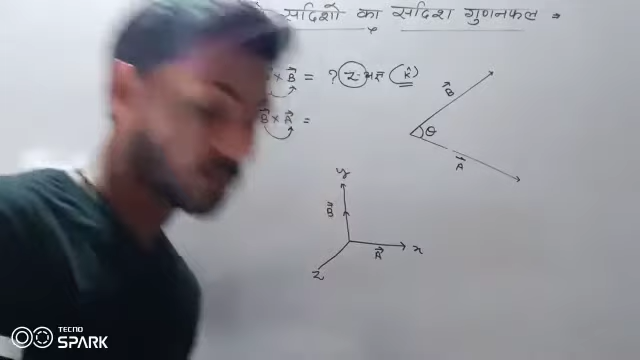 सदिशो का सदिश गुणनफल =
× B⃗ = ? z-अक्ष (k̂)
B⃗ × A⃗ =
B⃗
θ
A⃗
y
B⃗
A⃗
x
z
TECNO
SPARK